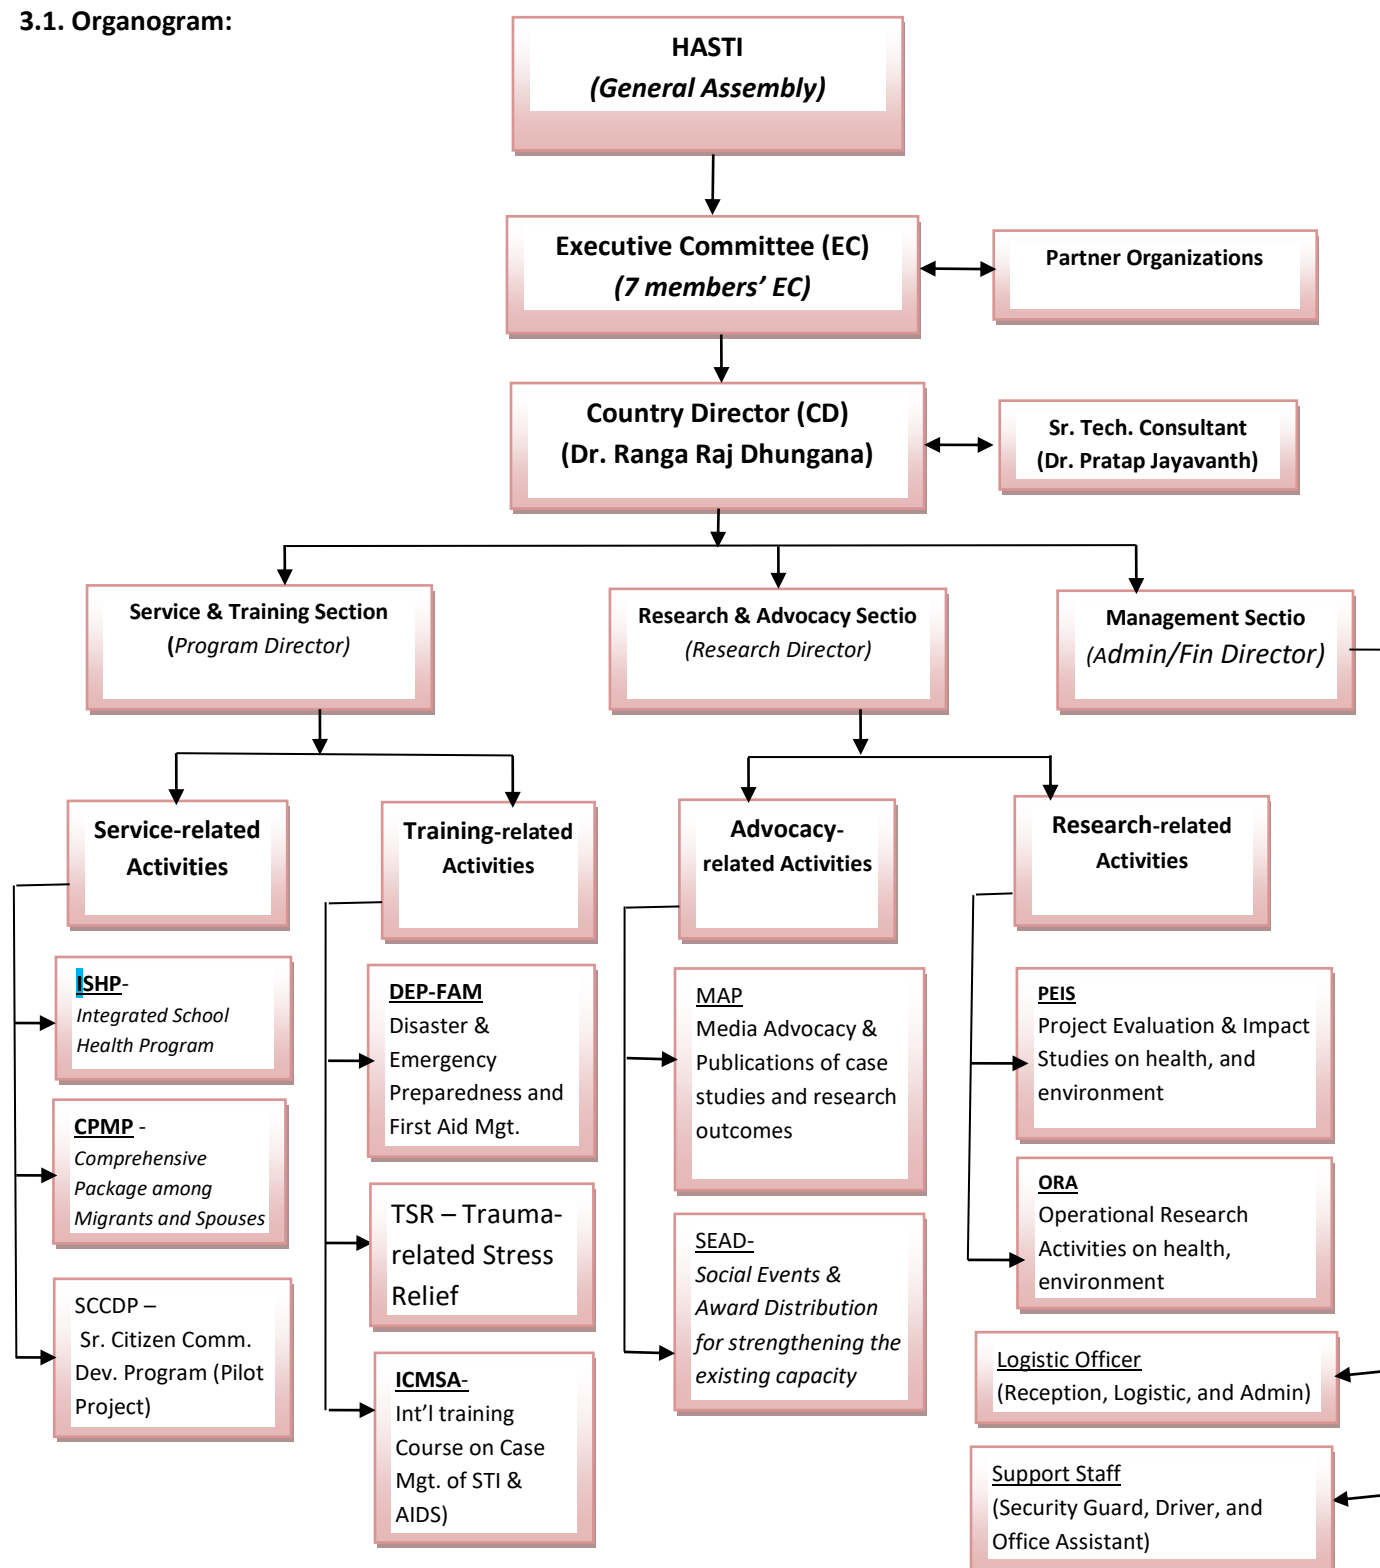 3.1. Organogram:
HASTI
(General Assembly)
Executive Committee (EC)
(7 members’ EC)
Partner Organizations
Country Director (CD)
(Dr. Ranga Raj Dhungana)
Sr. Tech. Consultant
(Dr. Pratap Jayavanth)
Service & Training Section
(Program Director)
Research & Advocacy Sectio
(Research Director)
Management Sectio
(Admin/Fin Director)
Service-related
Activities
Training-related
Activities
Advocacy-
related Activities
Research-related
Activities
ISHP-
Integrated School
Health Program
CPMP -
Comprehensive
Package among
Migrants and Spouses
SCCDP –
Sr. Citizen Comm.
Dev. Program (Pilot
Project)
DEP-FAM
Disaster &
Emergency
Preparedness and
First Aid Mgt.
TSR – Trauma-
related Stress
Relief
ICMSA-
Int’l training
Course on Case
Mgt. of STI &
AIDS)
MAP
Media Advocacy &
Publications of case
studies and research
outcomes
SEAD-
Social Events &
Award Distribution
for strengthening the
existing capacity
PEIS
Project Evaluation & Impact
Studies on health, and
environment
ORA
Operational Research
Activities on health,
environment
Logistic Officer
(Reception, Logistic, and Admin)
Support Staff
(Security Guard, Driver, and
Office Assistant)